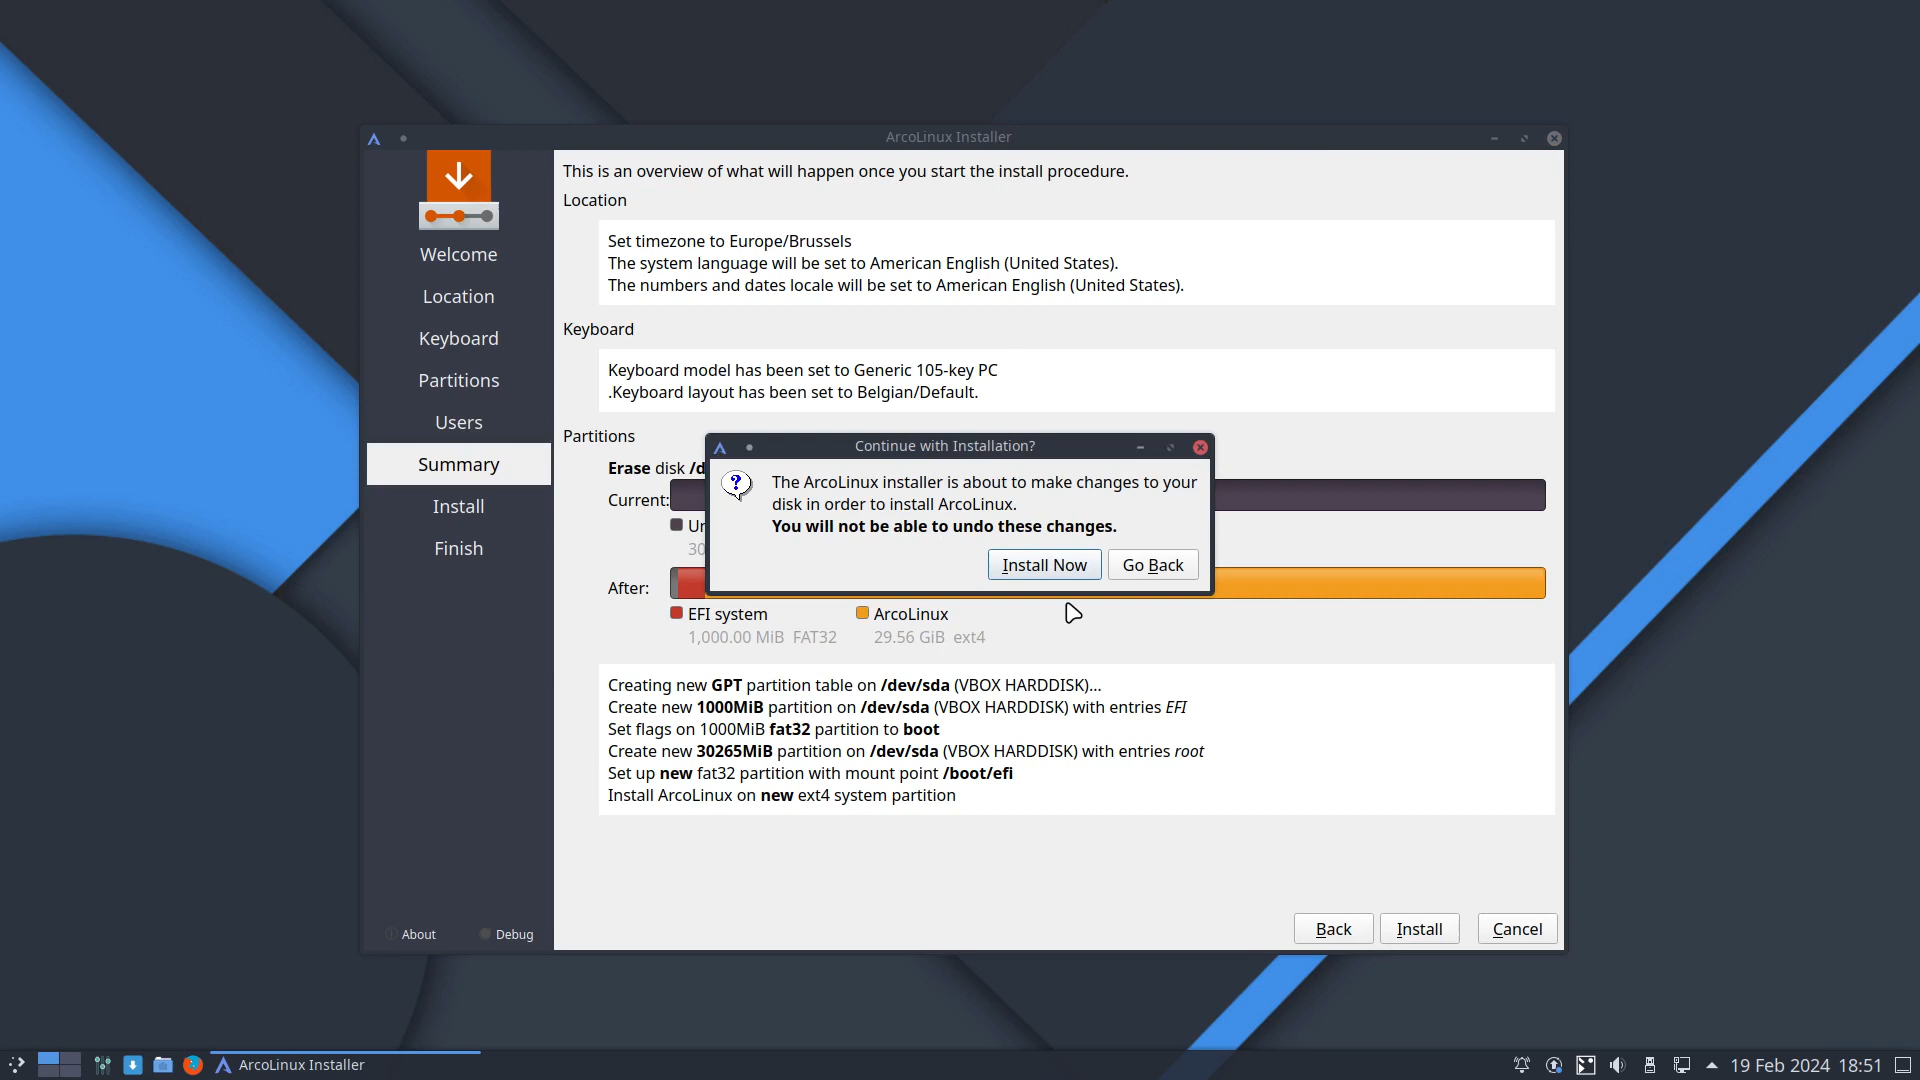 ArcoLinux Installer
This is an overview of what will happen once you start the install procedure.
Location
Set timezone to Europe/Brussels
The system language will be set to American English (United States).
The numbers and dates locale will be set to American English (United States).
Keyboard
Keyboard model has been set to Generic 105-key PC
.Keyboard layout has been set to Belgian/Default.
Partitions
Erase disk /d
Current:
Un
30
After:
EFI system
1,000.00 MiB FAT32
ArcoLinux
29.56 GiB ext4
Creating new GPT partition table on /dev/sda (VBOX HARDDISK)...
Create new 1000MiB partition on /dev/sda (VBOX HARDDISK) with entries EFI
Set flags on 1000MiB fat32 partition to boot
Create new 30265MiB partition on /dev/sda (VBOX HARDDISK) with entries root
Set up new fat32 partition with mount point /boot/efi
Install ArcoLinux on new ext4 system partition
Continue with Installation?
The ArcoLinux installer is about to make changes to your
disk in order to install ArcoLinux.
You will not be able to undo these changes.
Install Now
Go Back
Welcome
Location
Keyboard
Partitions
Users
Summary
Install
Finish
About
Debug
Back
Install
Cancel
ArcoLinux Installer
19 Feb 2024 18:51